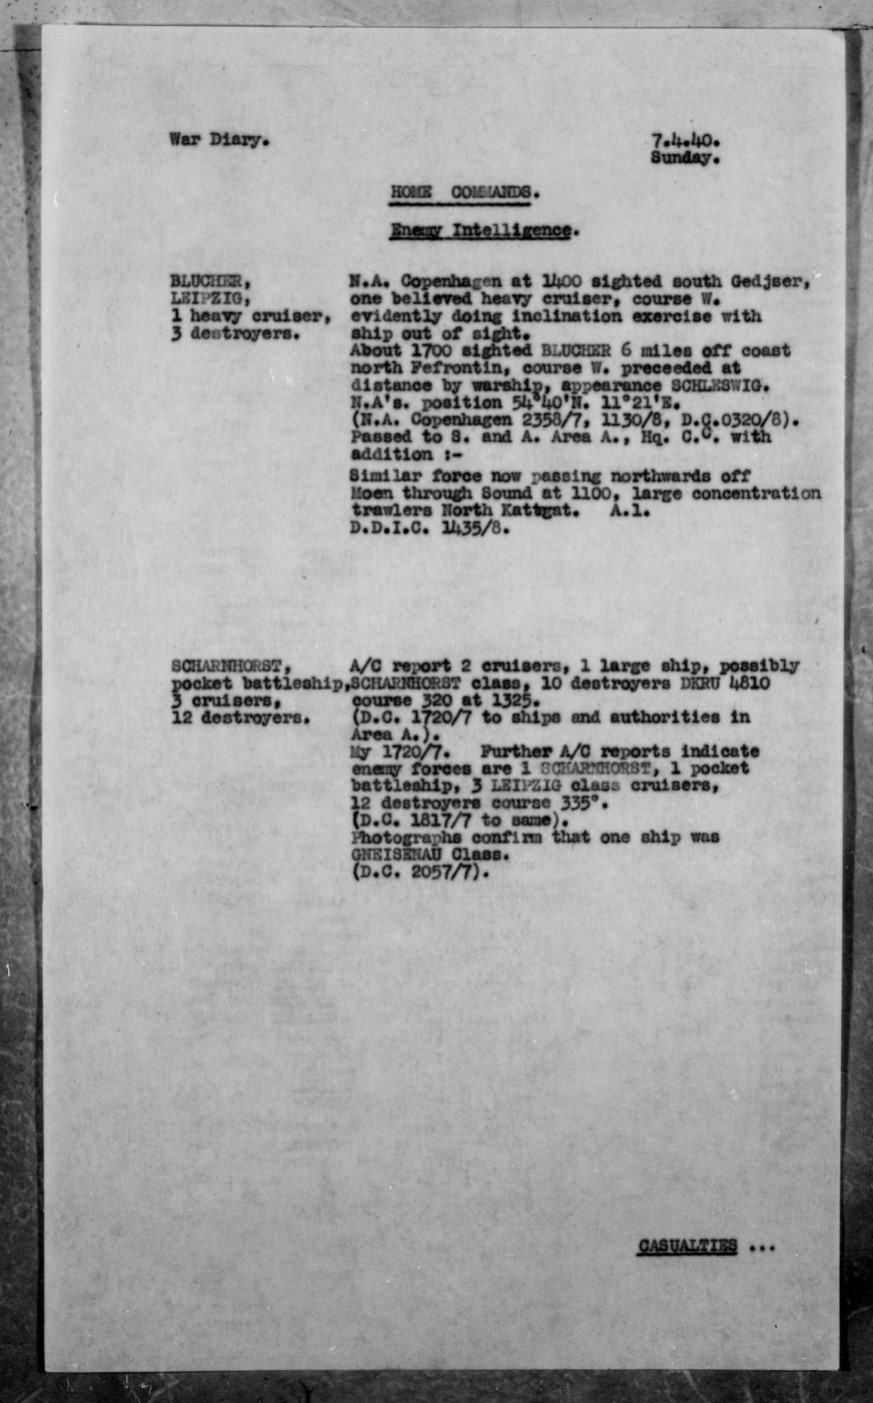 War Diary.
7.4.40.
Sunday.
HOME COMMANDS.
Enemy Intelligence.
BLUCHER,
LEIPZIG,
1 heavy cruiser,
3 destroyers.
N.A. Copenhagen at 1400 sighted south Gedjser,
one believed heavy cruiser, course W.
evidently doing inclination exercise with
ship out of sight.
About 1700 sighted BLUCHER 6 miles off coast
north Fefrontin, course W. preceeded at
distance by warship, appearance SCHLESWIG.
N.A's. position 54°40'N. 11°21'E.
(N.A. Copenhagen 2358/7, 1130/8, D.C.0320/8).
Passed to S. and A. Area A., Hq. C.C. with
addition :-
Similar force now passing northwards off
Moen through Sound at 1100, large concentration
trawlers North Kattgat. A.1.
D.D.I.C. 1435/8.
SCHARNHORST,
pocket battleship,
3 cruisers,
12 destroyers.
A/C report 2 cruisers, 1 large ship, possibly
SCHARNHORST class, 10 destroyers DKRU 4810
course 320 at 1325.
(D.C. 1720/7 to ships and authorities in
Area A.).
My 1720/7. Further A/C reports indicate
enemy forces are 1 SCHARNHORST, 1 pocket
battleship, 3 LEIPZIG class cruisers,
12 destroyers course 335°.
(D.C. 1817/7 to same).
Photographs confirm that one ship was
GNEISENAU Class.
(D.C. 2057/7).
CASUALTIES ...